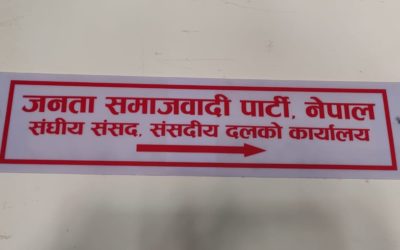 जनता समाजवादी पार्टी, नेपाल
संघीय संसद, संसदीय दलको कार्यालय